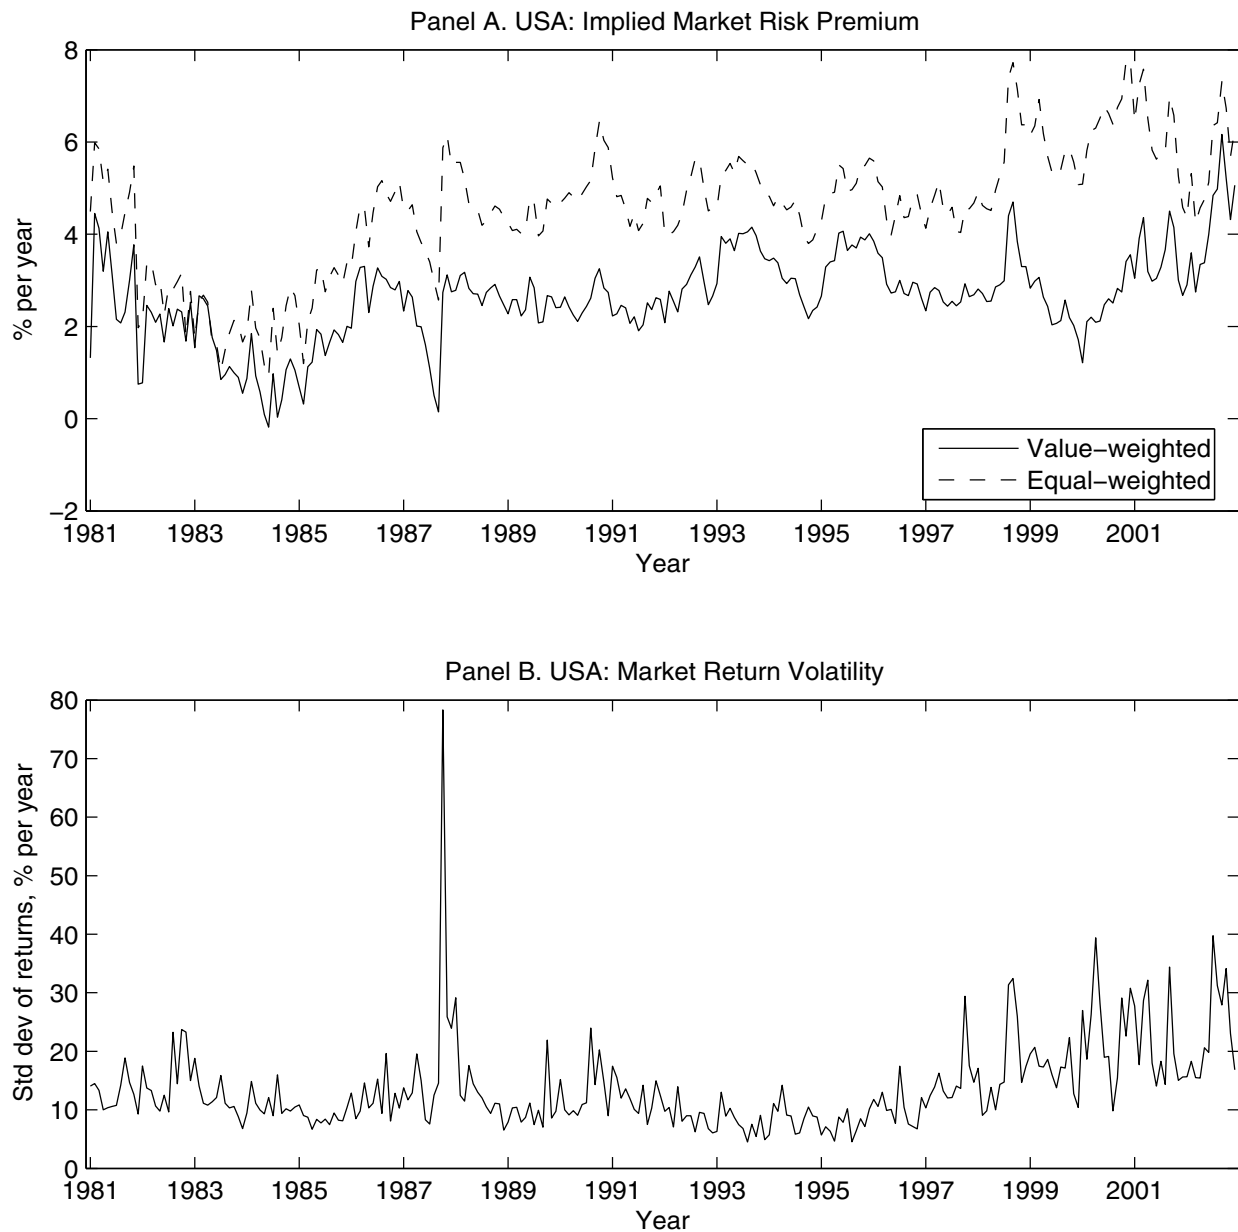 Panel A. USA: Implied Market Risk Premium
8
6
4
2
0
−2
% per year
Value−weighted
Equal−weighted
1981 1983 1985 1987 1989 1991 1993 1995 1997 1999 2001
Year
Panel B. USA: Market Return Volatility
80
70
60
50
40
30
20
10
0
Std dev of returns, % per year
1981 1983 1985 1987 1989 1991 1993 1995 1997 1999 2001
Year